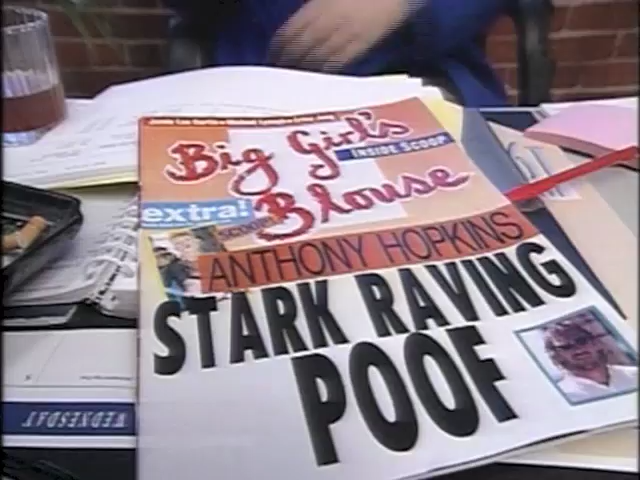 Big Girl's
INSIDE SCOOP
Blouse
extra!
ANTHONY HOPKINS
STARK RAVING
POOF
WEDNESDAY